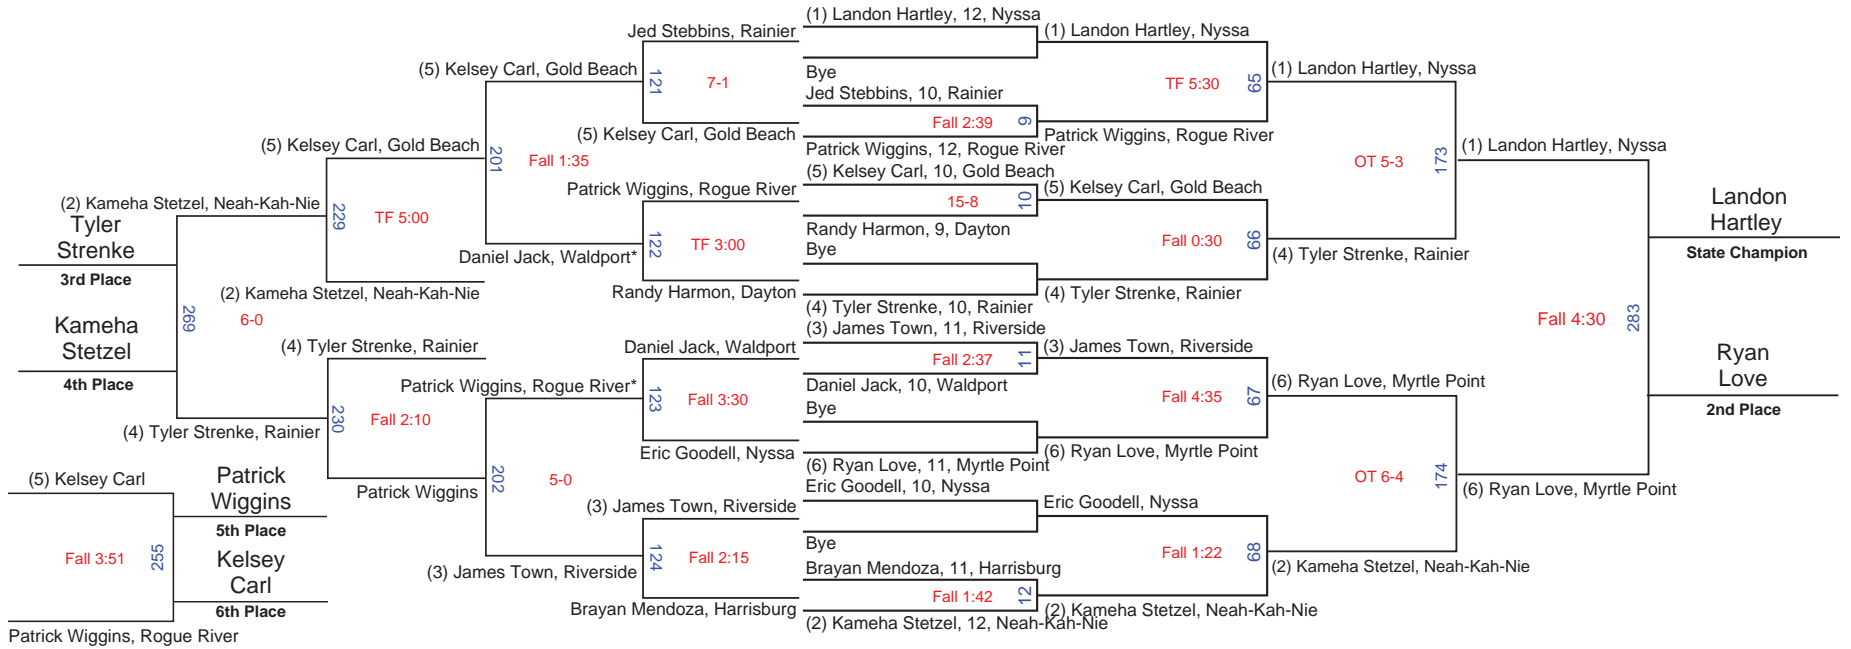 (1) Landon Hartley, 12, Nyssa
Jed Stebbins, Rainier
(1) Landon Hartley, Nyssa
(5) Kelsey Carl, Gold Beach
121
7-1
Bye
TF 5:30
65
(1) Landon Hartley, Nyssa
Jed Stebbins, 10, Rainier
Fall 2:39
9
(5) Kelsey Carl, Gold Beach
Patrick Wiggins, Rogue River
(5) Kelsey Carl, Gold Beach
201
Fall 1:35
Patrick Wiggins, 12, Rogue River
OT 5-3
173
(1) Landon Hartley, Nyssa
(5) Kelsey Carl, 10, Gold Beach
Patrick Wiggins, Rogue River
(5) Kelsey Carl, Gold Beach
15-8
10
(2) Kameha Stetzel, Neah-Kah-Nie
229
TF 5:00
Landon
Hartley
Tyler
Strenke
Randy Harmon, 9, Dayton
122
TF 3:00
Fall 0:30
66
Bye
Daniel Jack, Waldport*
(4) Tyler Strenke, Rainier
State Champion
3rd Place
(2) Kameha Stetzel, Neah-Kah-Nie
Randy Harmon, Dayton
(4) Tyler Strenke, Rainier
(4) Tyler Strenke, 10, Rainier
269
6-0
Fall 4:30
283
Kameha
Stetzel
(3) James Town, 11, Riverside
(4) Tyler Strenke, Rainier
Daniel Jack, Waldport
(3) James Town, Riverside
Fall 2:37
11
Ryan
Love
4th Place
Patrick Wiggins, Rogue River*
Daniel Jack, 10, Waldport
(6) Ryan Love, Myrtle Point
123
Fall 3:30
Fall 4:35
67
Bye
2nd Place
230
Fall 2:10
(4) Tyler Strenke, Rainier
Eric Goodell, Nyssa
(6) Ryan Love, Myrtle Point
(6) Ryan Love, 11, Myrtle Point
(5) Kelsey Carl
Patrick
Wiggins
Patrick Wiggins
202
5-0
Eric Goodell, 10, Nyssa
OT 6-4
174
(6) Ryan Love, Myrtle Point
(3) James Town, Riverside
Eric Goodell, Nyssa
5th Place
Bye
Fall 3:51
255
Kelsey
Carl
124
Fall 2:15
Fall 1:22
68
(3) James Town, Riverside
Brayan Mendoza, 11, Harrisburg
(2) Kameha Stetzel, Neah-Kah-Nie
Fall 1:42
12
6th Place
Brayan Mendoza, Harrisburg
(2) Kameha Stetzel, Neah-Kah-Nie
(2) Kameha Stetzel, 12, Neah-Kah-Nie
Patrick Wiggins, Rogue River